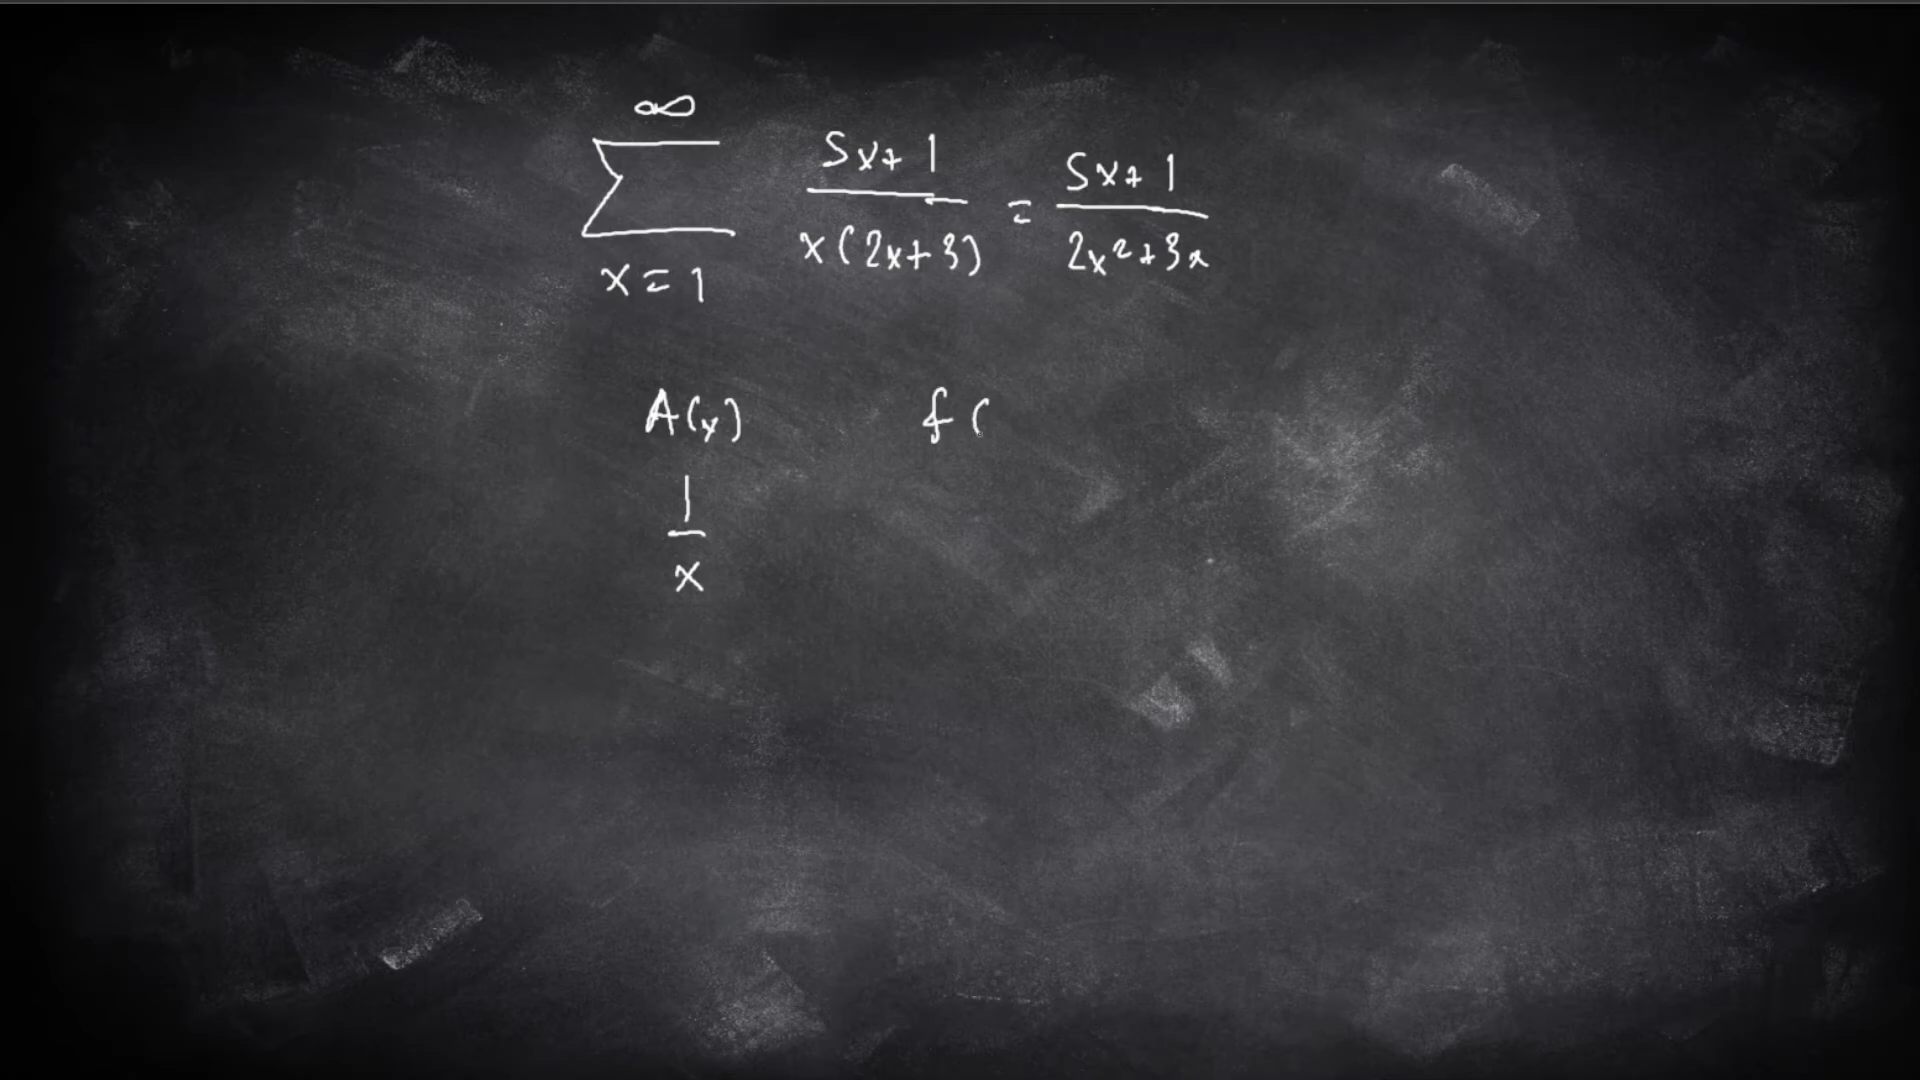 ∞
∑ (5x+1)/(x(2x+3)) = (5x+1)/(2x²+3x)
x=1
A(x) f(
1/x